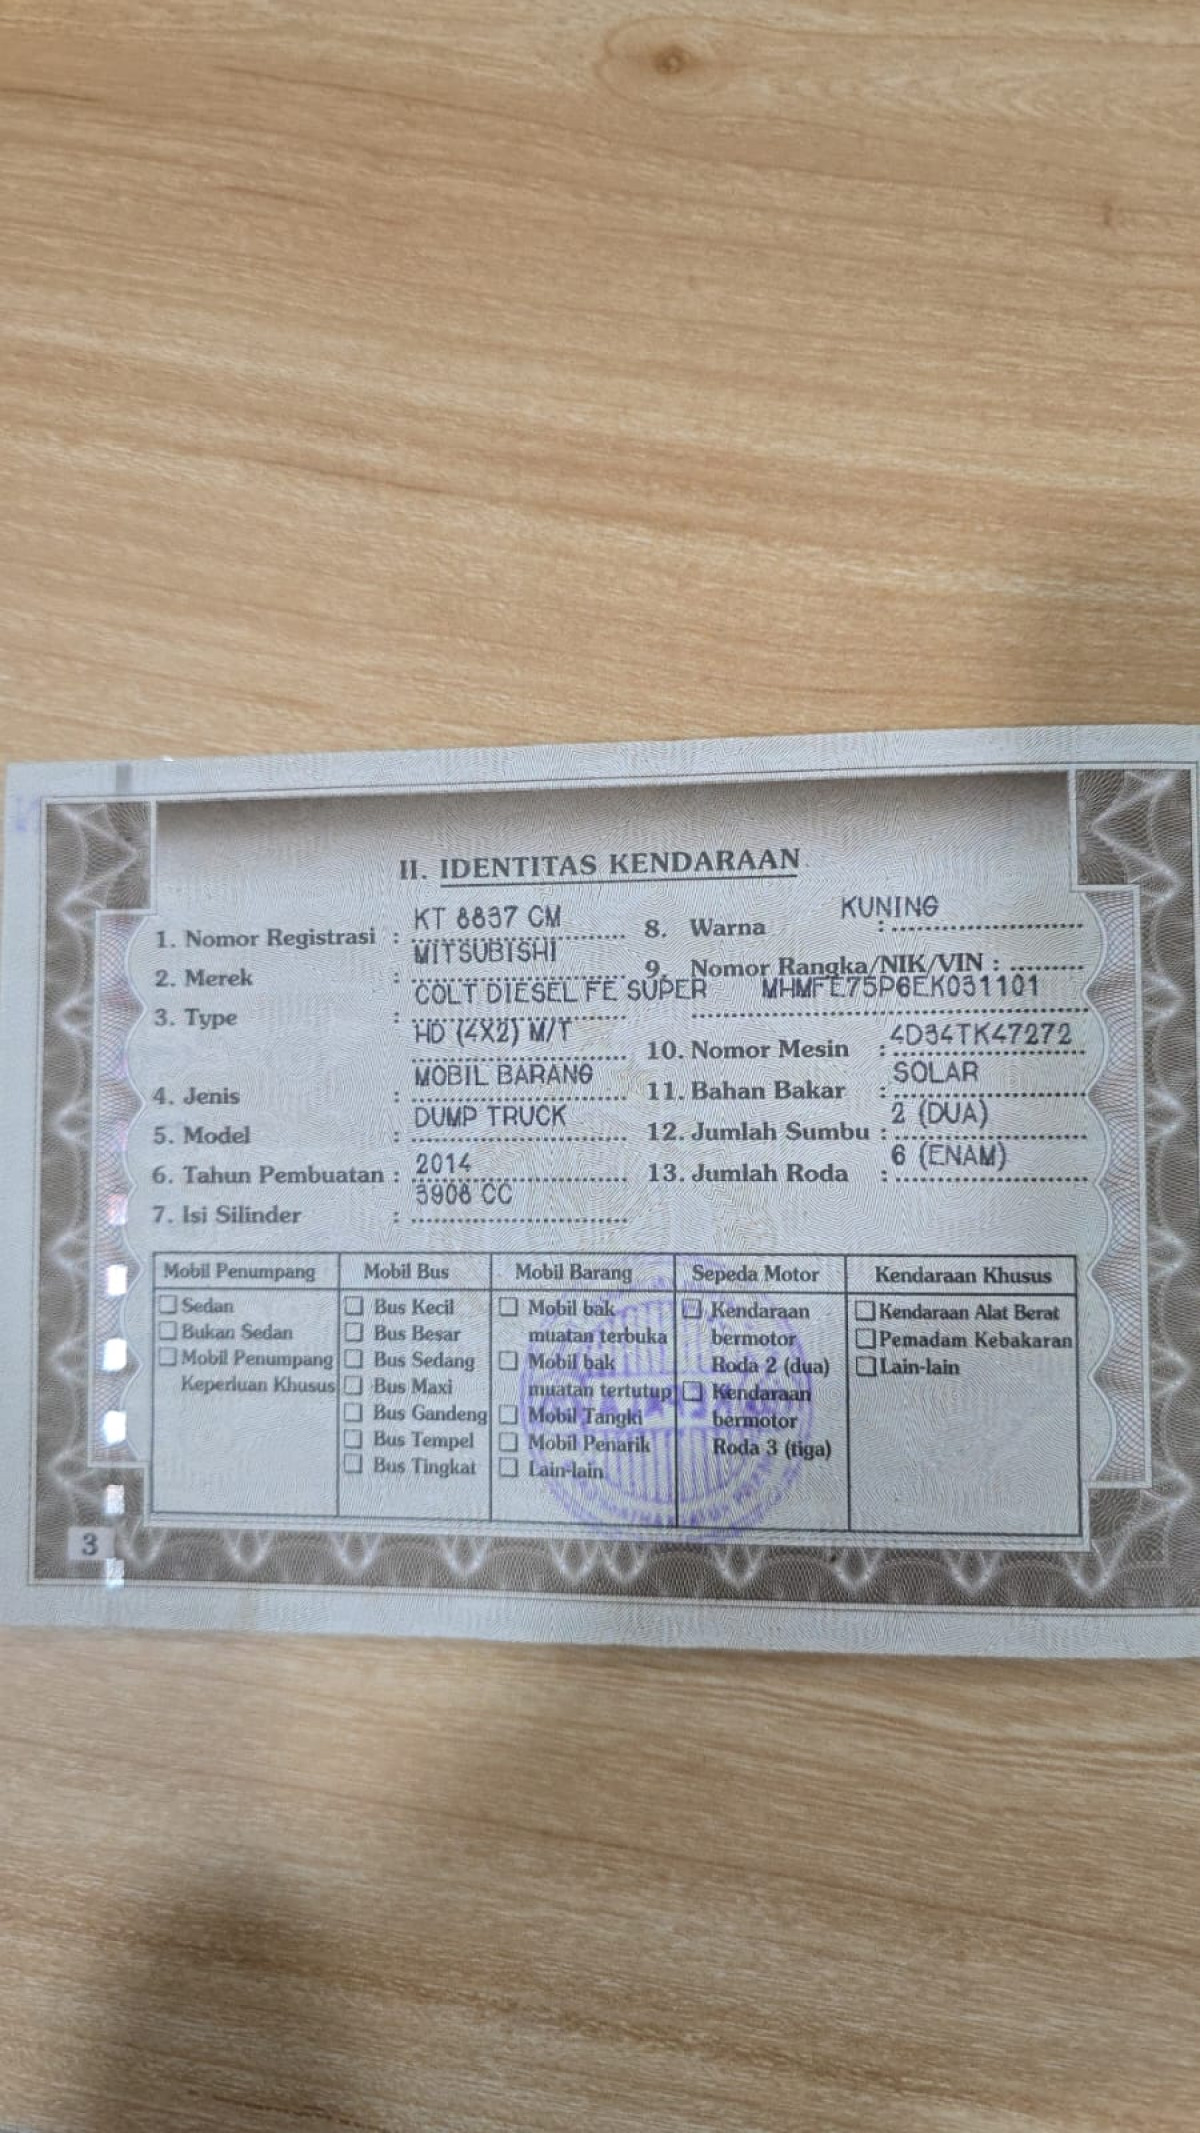 II. IDENTITAS KENDARAAN
1. Nomor Registrasi : KT 8837 CM
2. Merek : MITSUBISHI
3. Type : COLT DIESEL FE SUPER
HD (4X2) M/T
4. Jenis : MOBIL BARANG
5. Model : DUMP TRUCK
6. Tahun Pembuatan : 2014
7. Isi Silinder : 3908 CC
8. Warna : KUNING
9. Nomor Rangka/NIK/VIN :
MHMFE75P6EK031101
10. Nomor Mesin : 4D34TK47272
11. Bahan Bakar : SOLAR
12. Jumlah Sumbu : 2 (DUA)
13. Jumlah Roda : 6 (ENAM)
Mobil Penumpang
Sedan
Bukan Sedan
Mobil Penumpang
Keperluan Khusus
Mobil Bus
Bus Kecil
Bus Besar
Bus Sedang
Bus Maxi
Bus Gandeng
Bus Tempel
Bus Tingkat
Mobil Barang
Mobil bak
muatan terbuka
Mobil bak
muatan tertutup
Mobil Tangki
Mobil Penarik
Lain-lain
Sepeda Motor
Kendaraan
bermotor
Roda 2 (dua)
Kendaraan
bermotor
Roda 3 (tiga)
Kendaraan Khusus
Kendaraan Alat Berat
Pemadam Kebakaran
Lain-lain
3